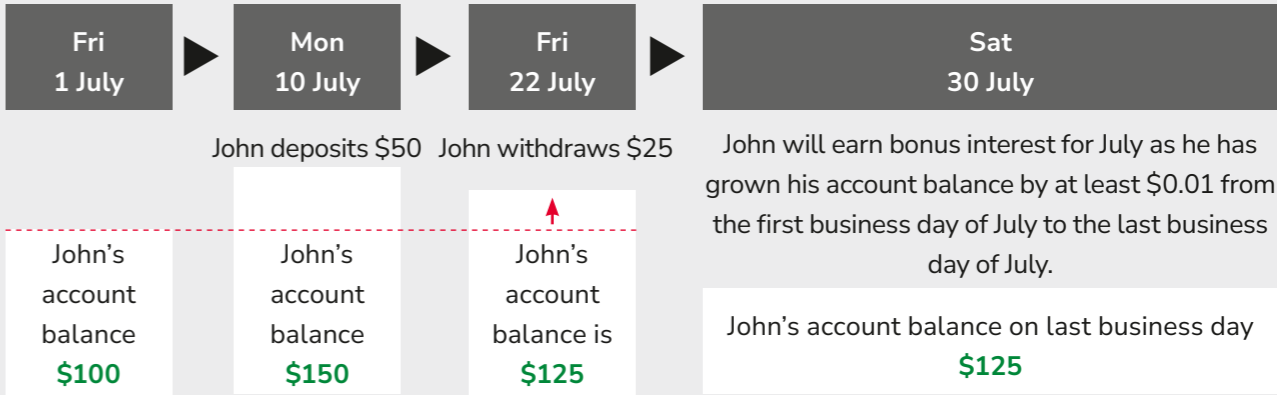 Fri
1 July
Mon
10 July
Fri
22 July
Sat
30 July
John deposits $50
John withdraws $25
John will earn bonus interest for July as he has
grown his account balance by at least $0.01 from
the first business day of July to the last business
day of July.
John's
account
balance
$100
John's
account
balance
$150
John's
account
balance is
$125
John's account balance on last business day
$125